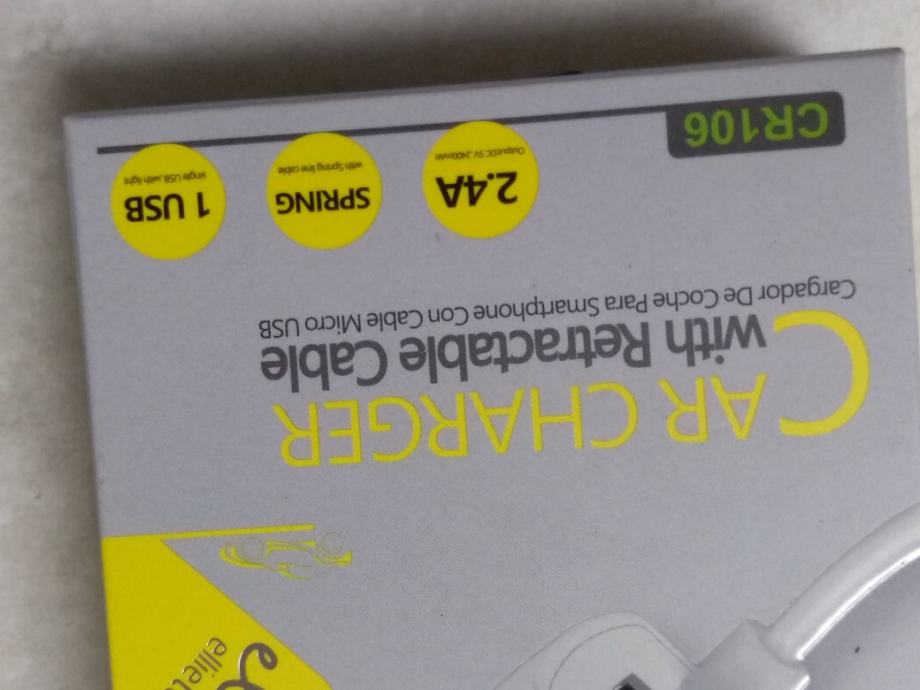 CAR CHARGER
with Retractable Cable
Cargador De Coche Para Smartphone Con Cable Micro USB
2.4A
Output:DC 5V, 2400mAh
SPRING
with Spring line cable
1 USB
single USB, with light
CR106